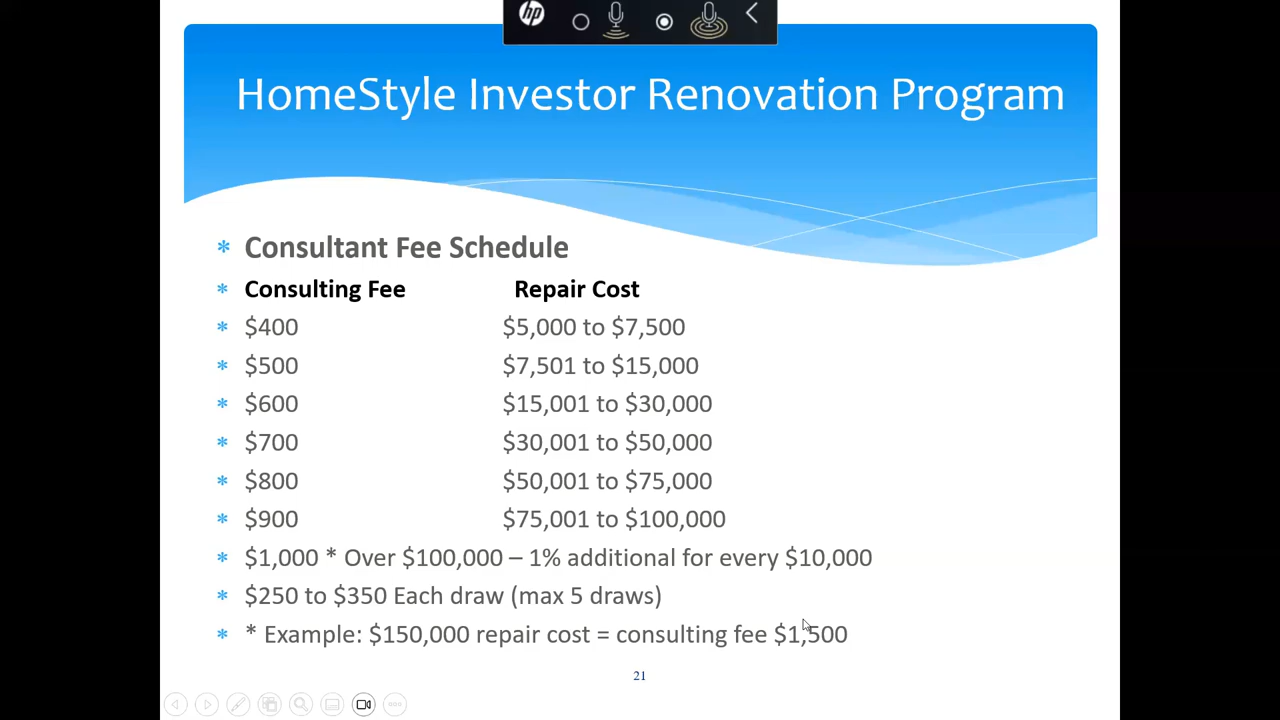 hp
HomeStyle Investor Renovation Program
* Consultant Fee Schedule
* Consulting Fee Repair Cost
* $400 $5,000 to $7,500
* $500 $7,501 to $15,000
* $600 $15,001 to $30,000
* $700 $30,001 to $50,000
* $800 $50,001 to $75,000
* $900 $75,001 to $100,000
* $1,000 * Over $100,000 – 1% additional for every $10,000
* $250 to $350 Each draw (max 5 draws)
* * Example: $150,000 repair cost = consulting fee $1,500
21